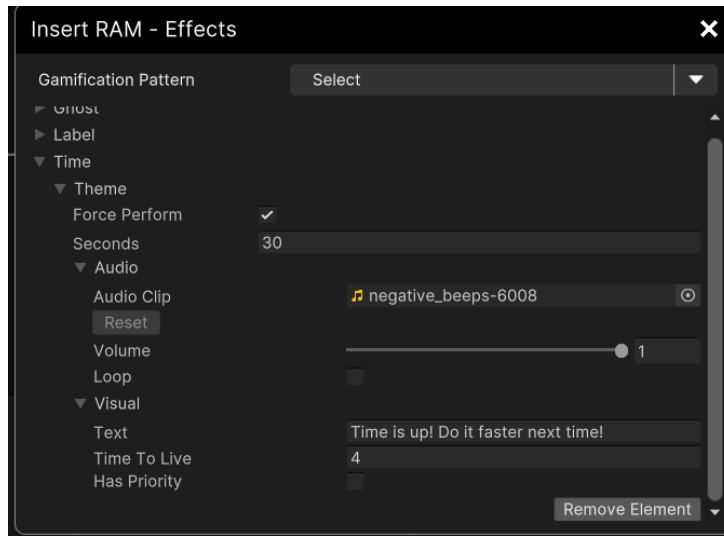 Insert RAM - Effects
Gamification Pattern Select
Ghost
Label
Time
Theme
Force Perform
Seconds 30
Audio
Audio Clip negative_beeps-6008
Reset
Volume 1
Loop
Visual
Text Time is up! Do it faster next time!
Time To Live 4
Has Priority
Remove Element